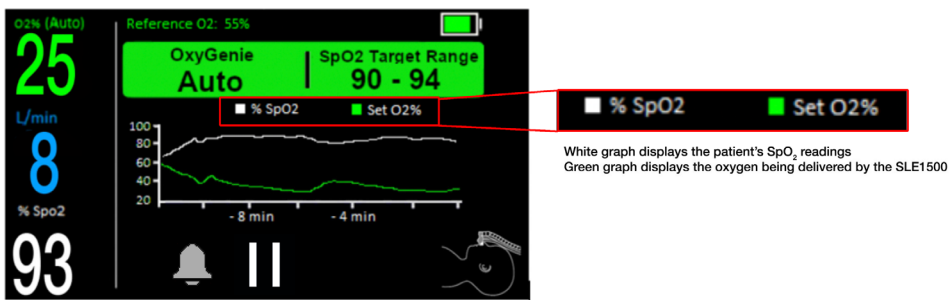 O2% (Auto)
25
L/min
8
% Spo2
93
Reference O2: 55%
OxyGenie
Auto
SpO2 Target Range
90 - 94
% SpO2
Set O2%
100
80
60
40
20
- 8 min
- 4 min
% SpO2
Set O2%
White graph displays the patient's SpO₂ readings
Green graph displays the oxygen being delivered by the SLE1500